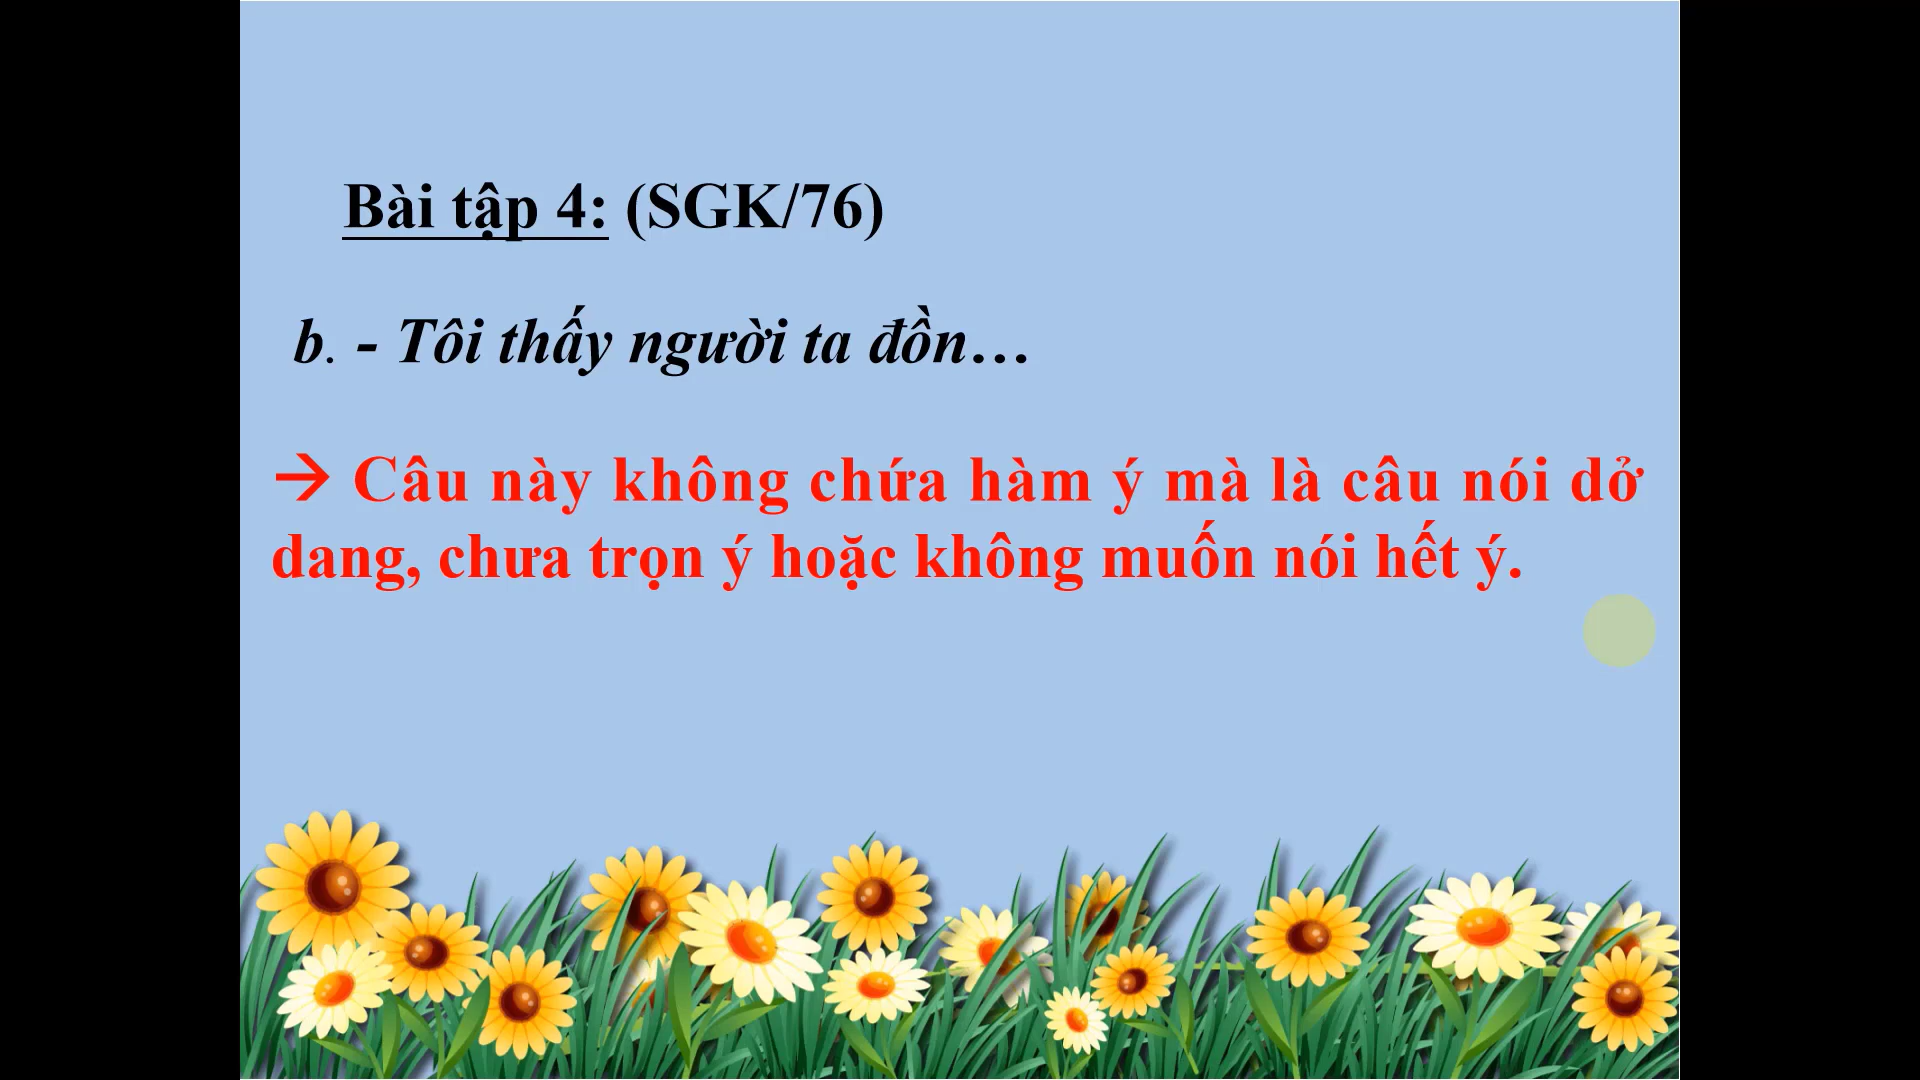 Bài tập 4: (SGK/76)
b. - Tôi thấy người ta đồn…
→ Câu này không chứa hàm ý mà là câu nói dở
dang, chưa trọn ý hoặc không muốn nói hết ý.